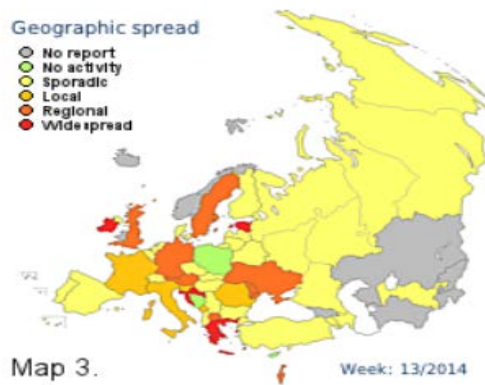 Geographic spread
No report
No activity
Sporadic
Local
Regional
Widespread
Map 3.
Week: 13/2014